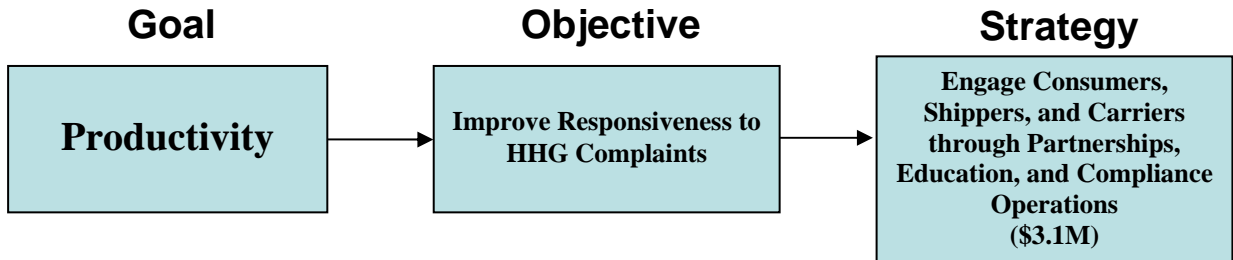 Goal
Objective
Strategy
Productivity
Improve Responsiveness to
HHG Complaints
Engage Consumers,
Shippers, and Carriers
through Partnerships,
Education, and Compliance
Operations
($3.1M)